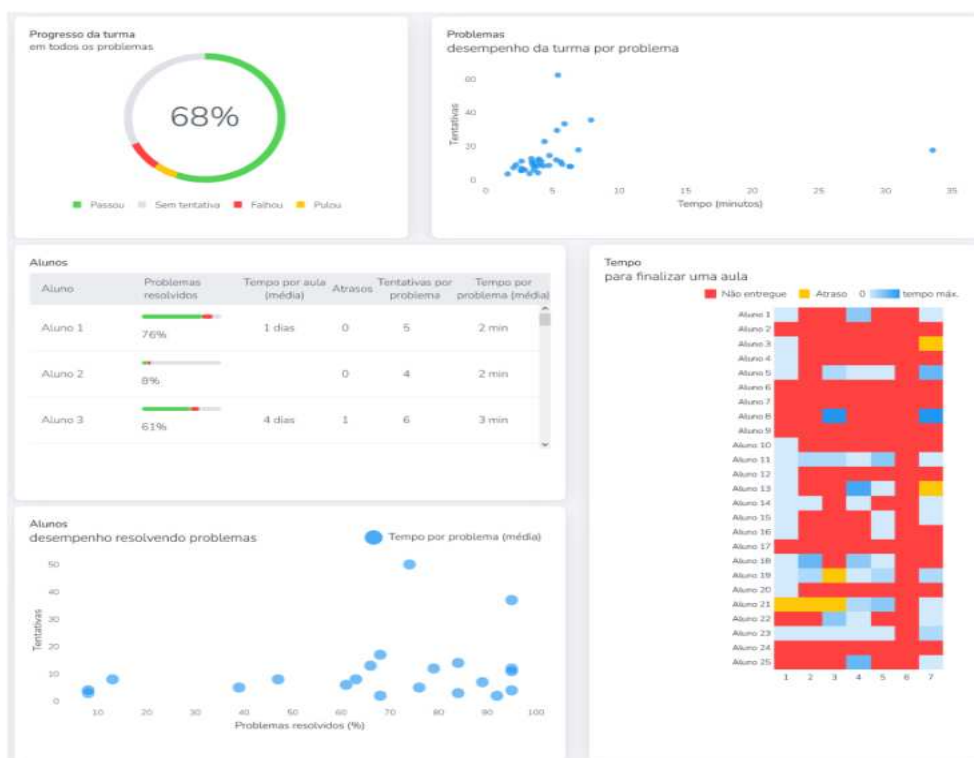 Progresso da turma
em todos os problemas
68%
Passou Sem tentativa Falhou Pulou
Problemas
desempenho da turma por problema
Tentativas
60
40
20
0
0 5 10 15 20 25 30 35
Tempo (minutos)
Alunos
Aluno Problemas resolvidos Tempo por aula (média) Atrasos Tentativas por problema Tempo por problema (média)
Aluno 1 76% 1 dias 0 5 2 min
Aluno 2 8% 0 4 2 min
Aluno 3 61% 4 dias 1 6 3 min
Tempo
para finalizar uma aula
Não entregue Atraso 0 tempo máx.
Aluno 1
Aluno 2
Aluno 3
Aluno 4
Aluno 5
Aluno 6
Aluno 7
Aluno 8
Aluno 9
Aluno 10
Aluno 11
Aluno 12
Aluno 13
Aluno 14
Aluno 15
Aluno 16
Aluno 17
Aluno 18
Aluno 19
Aluno 20
Aluno 21
Aluno 22
Aluno 23
Aluno 24
Aluno 25
1 2 3 4 5 6 7
Alunos
desempenho resolvendo problemas
Tempo por problema (média)
Tentativas
50
40
30
20
10
0
10 20 30 40 50 60 70 80 90 100
Problemas resolvidos (%)